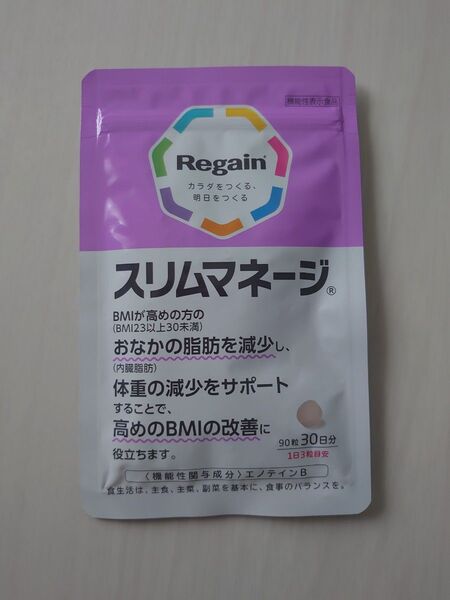 機能性表示食品
Regain®
カラダをつくる、
明日をつくる
スリムマネージ®
BMIが高めの方の
(BMI23以上30未満)
おなかの脂肪を減少し、
(内臓脂肪)
体重の減少をサポート
することで、
高めのBMIの改善に
役立ちます。
90粒 30日分
1日3粒目安
〈機能性関与成分〉エノテインB
食生活は、主食、主菜、副菜を基本に、食事のバランスを。